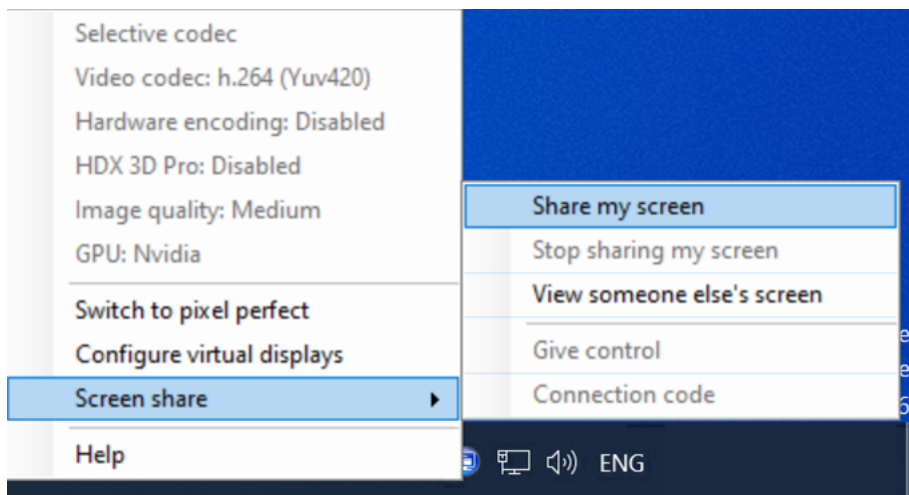 Selective codec
Video codec: h.264 (Yuv420)
Hardware encoding: Disabled
HDX 3D Pro: Disabled
Image quality: Medium
GPU: Nvidia
Switch to pixel perfect
Configure virtual displays
Screen share
Help
Share my screen
Stop sharing my screen
View someone else's screen
Give control
Connection code
ENG